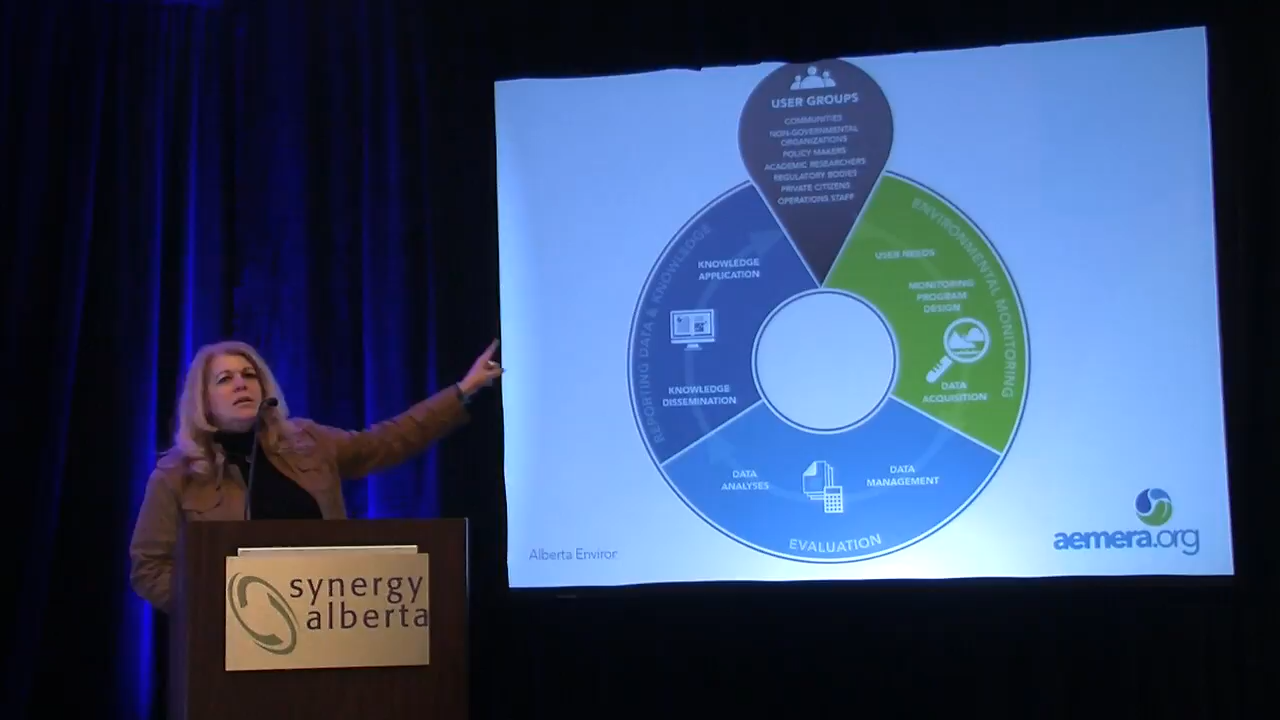 USER GROUPS
COMMUNITIES
NON-GOVERNMENTAL
ORGANIZATIONS
POLICY MAKERS
ACADEMIC RESEARCHERS
REGULATORY BODIES
PRIVATE CITIZENS
OPERATIONS STAFF
ENVIRONMENTAL MONITORING
USER NEEDS
MONITORING
PROGRAM
DESIGN
DATA
ACQUISITION
DATA
MANAGEMENT
DATA
ANALYSES
EVALUATION
REPORTING DATA & KNOWLEDGE
KNOWLEDGE
APPLICATION
KNOWLEDGE
DISSEMINATION
Alberta Environ
aemera.org
synergy
alberta